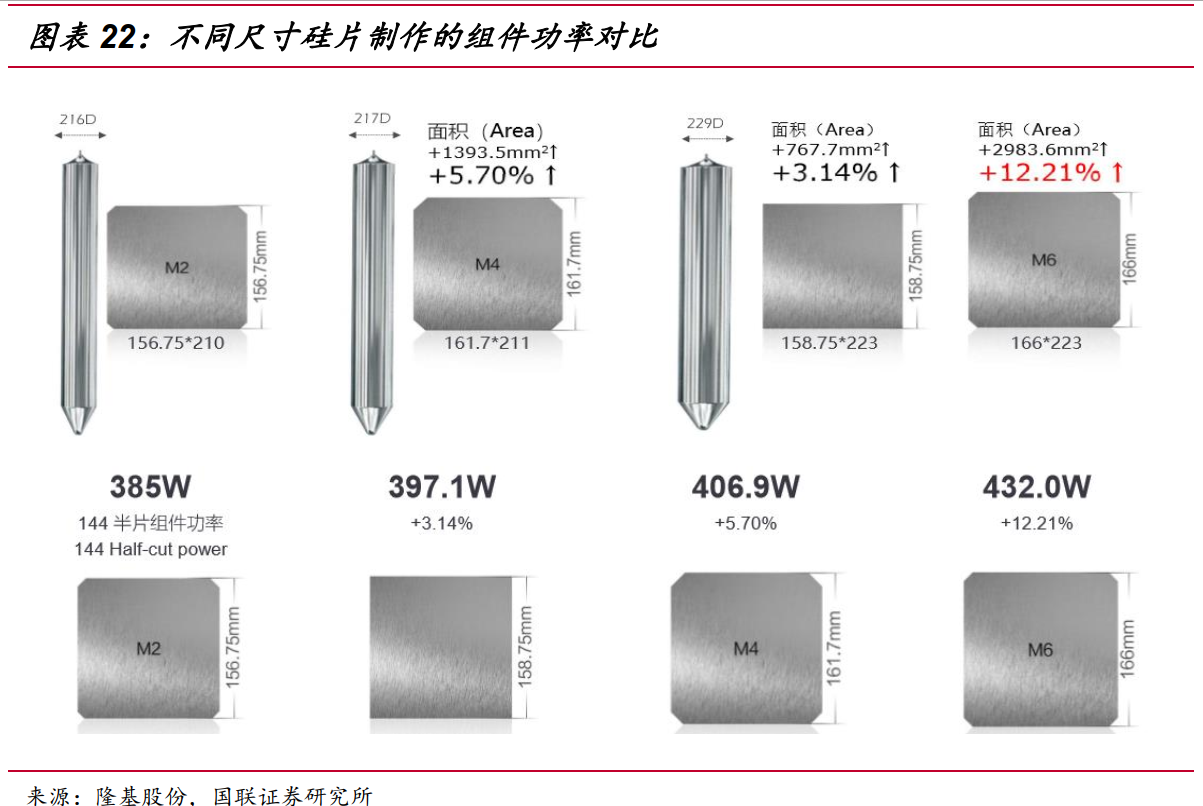 图表 22：不同尺寸硅片制作的组件功率对比
216D
M2
156.75mm
156.75*210
217D
面积（Area）
+1393.5mm²↑
+5.70% ↑
M4
161.7mm
161.7*211
229D
面积（Area）
+767.7mm²↑
+3.14% ↑
158.75mm
158.75*223
面积（Area）
+2983.6mm²↑
+12.21% ↑
M6
166mm
166*223
385W
144 半片组件功率
144 Half-cut power
397.1W
+3.14%
406.9W
+5.70%
432.0W
+12.21%
M2
156.75mm
158.75mm
M4
161.7mm
M6
166mm
来源：隆基股份，国联证券研究所